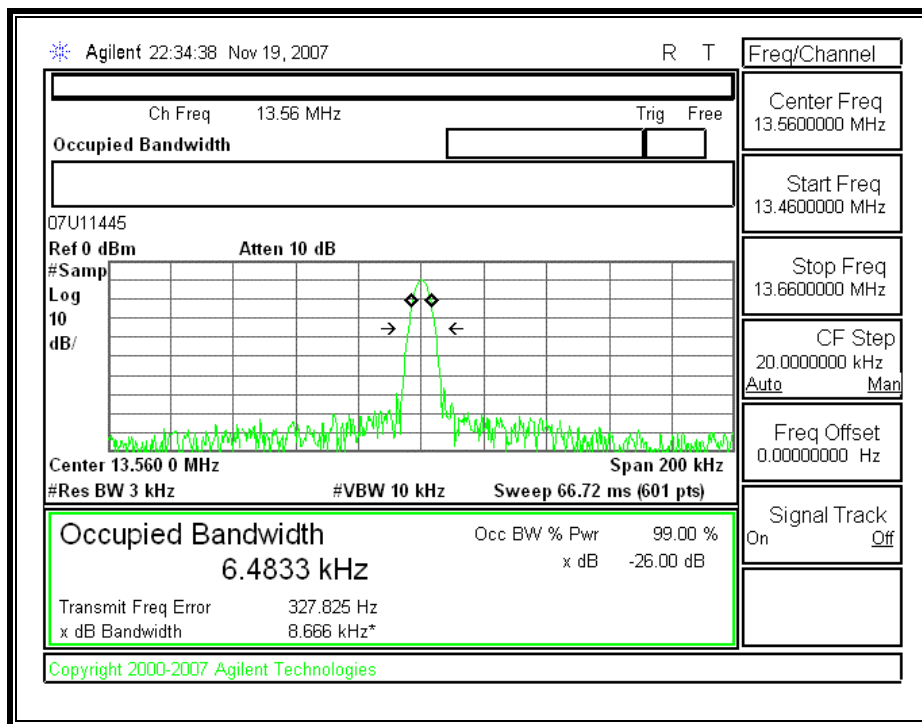 Agilent 22:34:38 Nov 19, 2007 R T
Ch Freq 13.56 MHz Trig Free
Occupied Bandwidth
07U11445
Ref 0 dBm Atten 10 dB
#Samp
Log
10
dB/
Center 13.560 0 MHz Span 200 kHz
#Res BW 3 kHz #VBW 10 kHz Sweep 66.72 ms (601 pts)
Occupied Bandwidth Occ BW % Pwr 99.00 %
6.4833 kHz x dB -26.00 dB
Transmit Freq Error 327.825 Hz
x dB Bandwidth 8.666 kHz*
Copyright 2000-2007 Agilent Technologies
Freq/Channel
Center Freq
13.5600000 MHz
Start Freq
13.4600000 MHz
Stop Freq
13.6600000 MHz
CF Step
20.0000000 kHz
Auto Man
Freq Offset
0.00000000 Hz
Signal Track
On Off